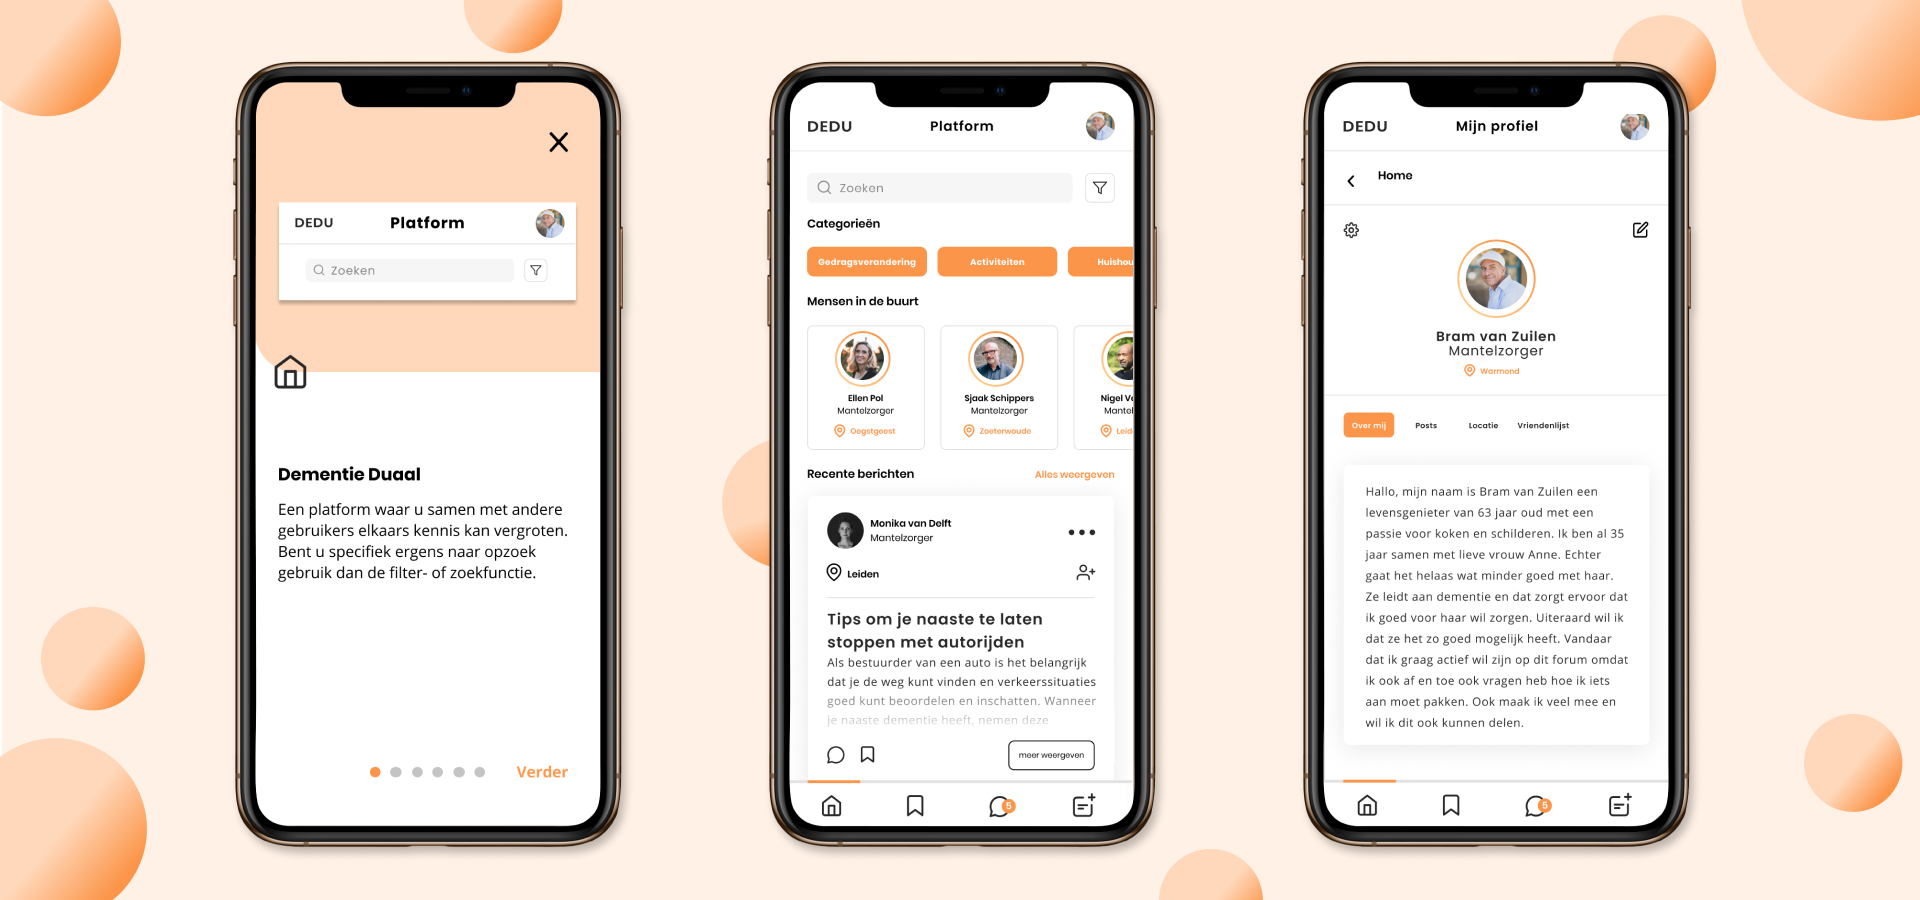 DEDU
Platform
Zoeken
Dementie Duaal
Een platform waar u samen met andere
gebruikers elkaars kennis kan vergroten.
Bent u specifiek ergens naar opzoek
gebruik dan de filter- of zoekfunctie.
Verder
DEDU
Platform
Zoeken
Categorieën
Gedragsverandering
Activiteiten
Huishou
Mensen in de buurt
Ellen Pol
Mantelzorger
Oegstgeest
Sjaak Schippers
Mantelzorger
Zoeterwoude
Nigel V
Mantel
Leid
Recente berichten
Alles weergeven
Monika van Delft
Mantelzorger
Leiden
Tips om je naaste te laten
stoppen met autorijden
Als bestuurder van een auto is het belangrijk
dat je de weg kunt vinden en verkeerssituaties
goed kunt beoordelen en inschatten. Wanneer
je naaste dementie heeft, nemen deze
meer weergeven
5
DEDU
Mijn profiel
Home
Bram van Zuilen
Mantelzorger
Warmond
Over mij
Posts
Locatie
Vriendenlijst
Hallo, mijn naam is Bram van Zuilen een
levensgenieter van 63 jaar oud met een
passie voor koken en schilderen. Ik ben al 35
jaar samen met lieve vrouw Anne. Echter
gaat het helaas wat minder goed met haar.
Ze leidt aan dementie en dat zorgt ervoor dat
ik goed voor haar wil zorgen. Uiteraard wil ik
dat ze het zo goed mogelijk heeft. Vandaar
dat ik graag actief wil zijn op dit forum omdat
ik ook af en toe ook vragen heb hoe ik iets
aan moet pakken. Ook maak ik veel mee en
wil ik dit ook kunnen delen.
5